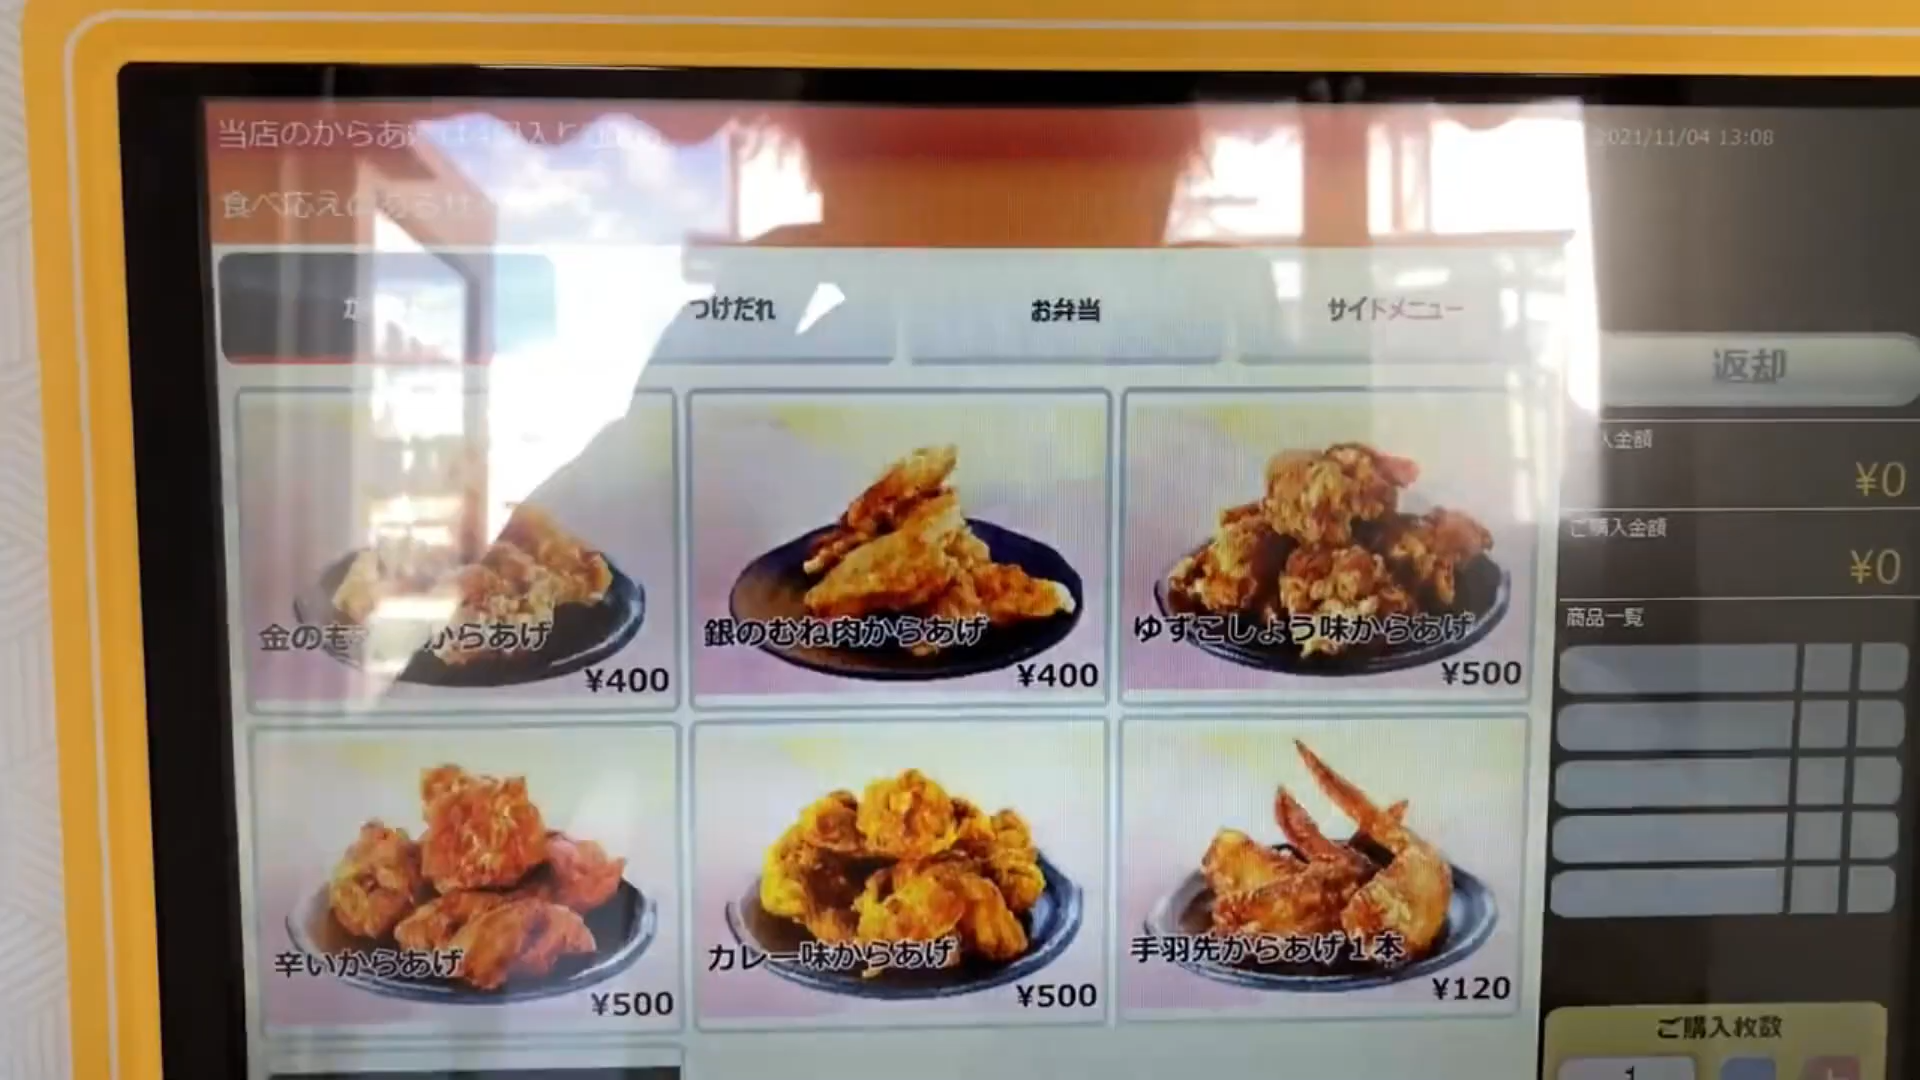 当店のからあ
2021/11/04 13:08
食べ応え
つけだれ
お弁当
サイドメニュー
返却
入金額
¥0
ご購入金額
¥0
商品一覧
金のも からあげ
¥400
銀のむね肉からあげ
¥400
ゆずこしょう味からあげ
¥500
辛いからあげ
¥500
カレー味からあげ
¥500
手羽先からあげ1本
¥120
ご購入枚数
1